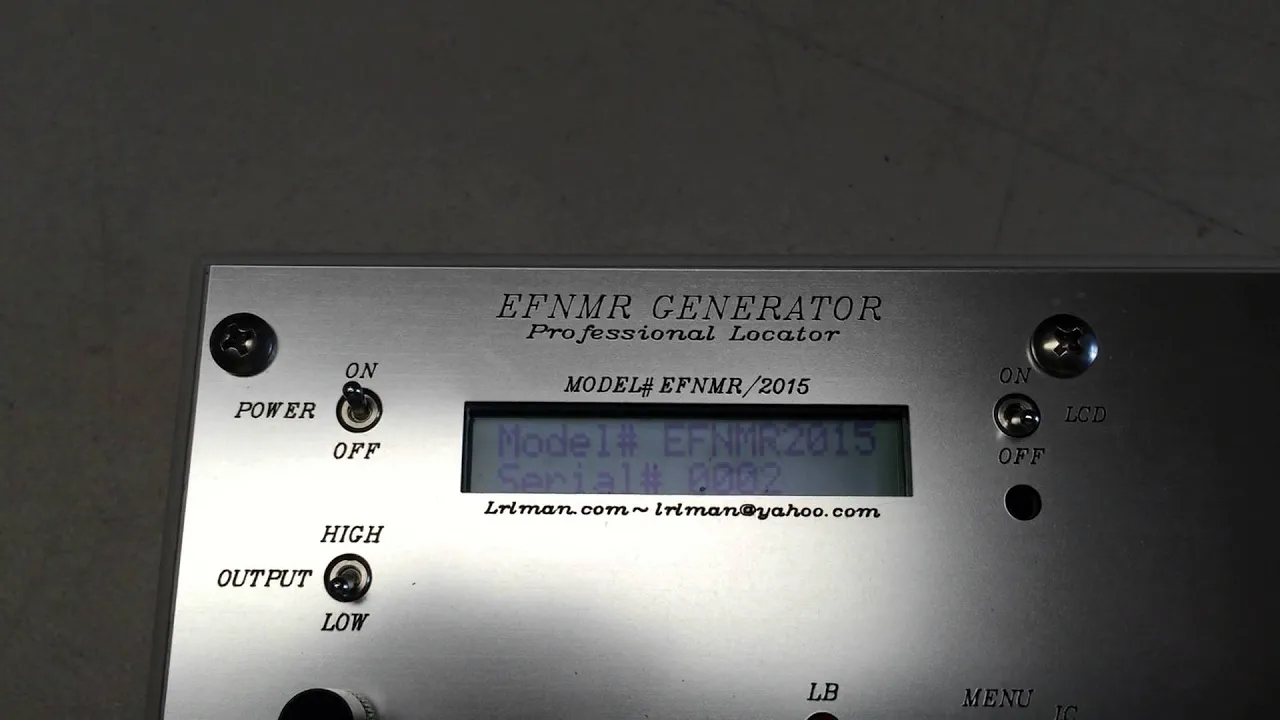 EFNMR GENERATOR
Professional Locator
MODEL# EFNMR/2015
ON
POWER
OFF
Model# EFNMR2015
Serial# 0002
ON
LCD
OFF
Lrlman.com~lrlman@yahoo.com
HIGH
OUTPUT
LOW
LB
MENU
IC